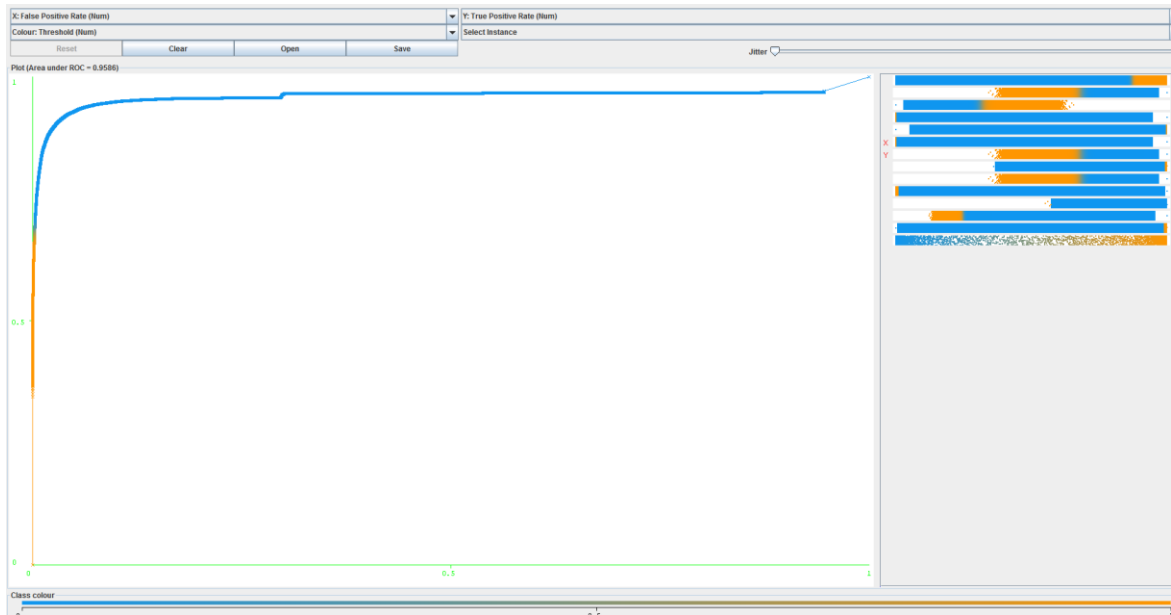 X: False Positive Rate (Num)
Y: True Positive Rate (Num)
Colour: Threshold (Num)
Select Instance
Reset
Clear
Open
Save
Jitter
Plot (Area under ROC = 0.9586)
1
X
Y
0.5
0
0
0.5
1
Class colour